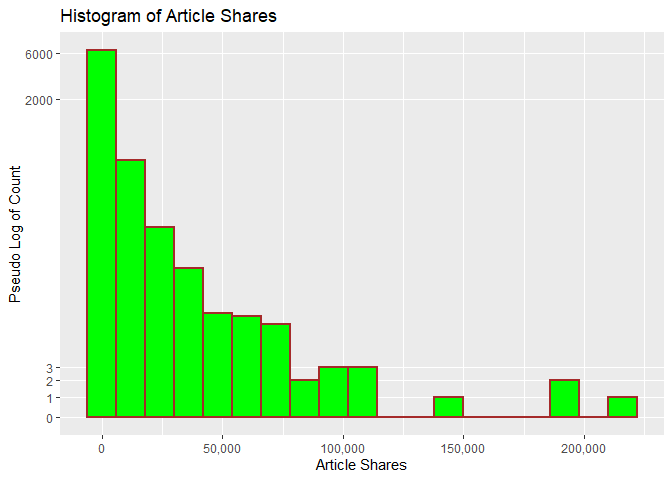 Histogram of Article Shares
Pseudo Log of Count
6000
2000
3
2
1
0
0 50,000 100,000 150,000 200,000
Article Shares